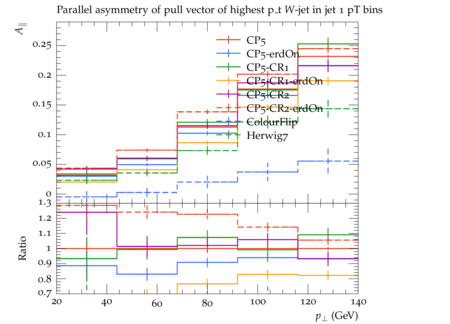 Parallel asymmetry of pull vector of highest p_t W-jet in jet 1 pT bins
A∥
0.25
0.2
0.15
0.1
0.05
0
CP5
CP5-erdOn
CP5-CR1
CP5-CR1-erdOn
CP5-CR2
CP5-CR2-erdOn
ColourFlip
Herwig7
Ratio
1.3
1.2
1.1
1
0.9
0.8
0.7
20 40 60 80 100 120 140
p⊥ (GeV)